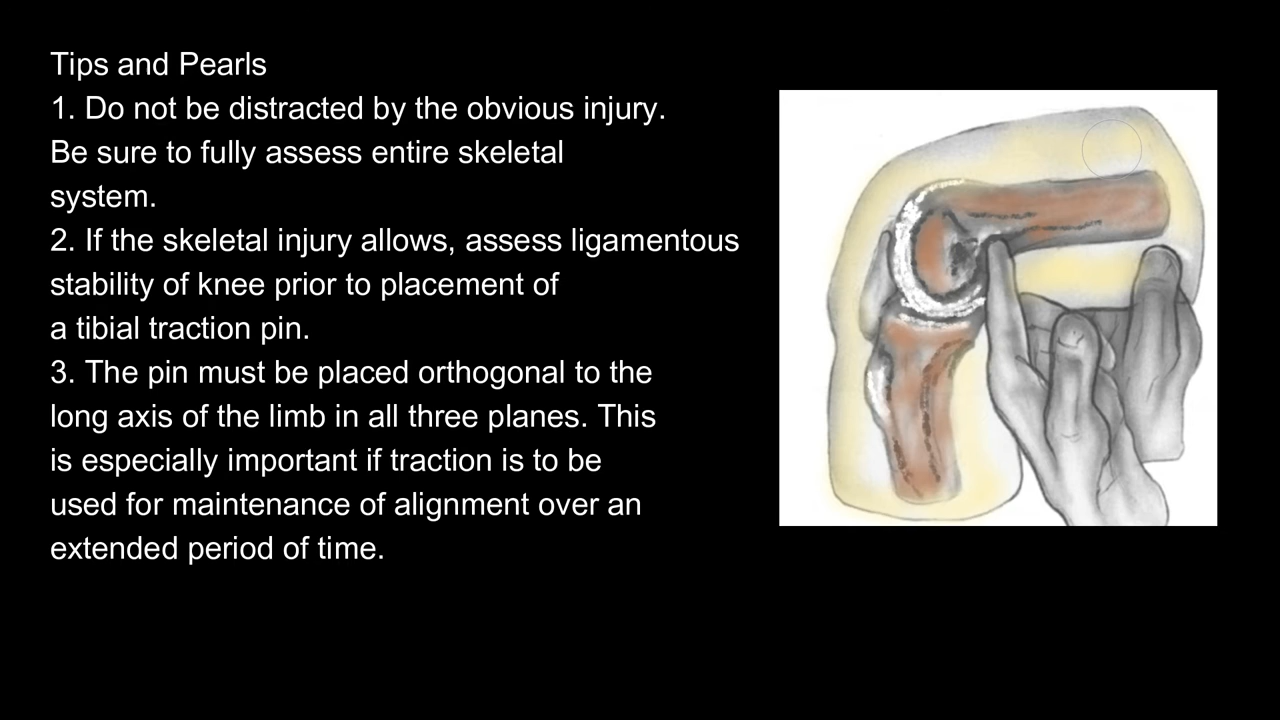 Tips and Pearls
1. Do not be distracted by the obvious injury.
Be sure to fully assess entire skeletal
system.
2. If the skeletal injury allows, assess ligamentous
stability of knee prior to placement of
a tibial traction pin.
3. The pin must be placed orthogonal to the
long axis of the limb in all three planes. This
is especially important if traction is to be
used for maintenance of alignment over an
extended period of time.